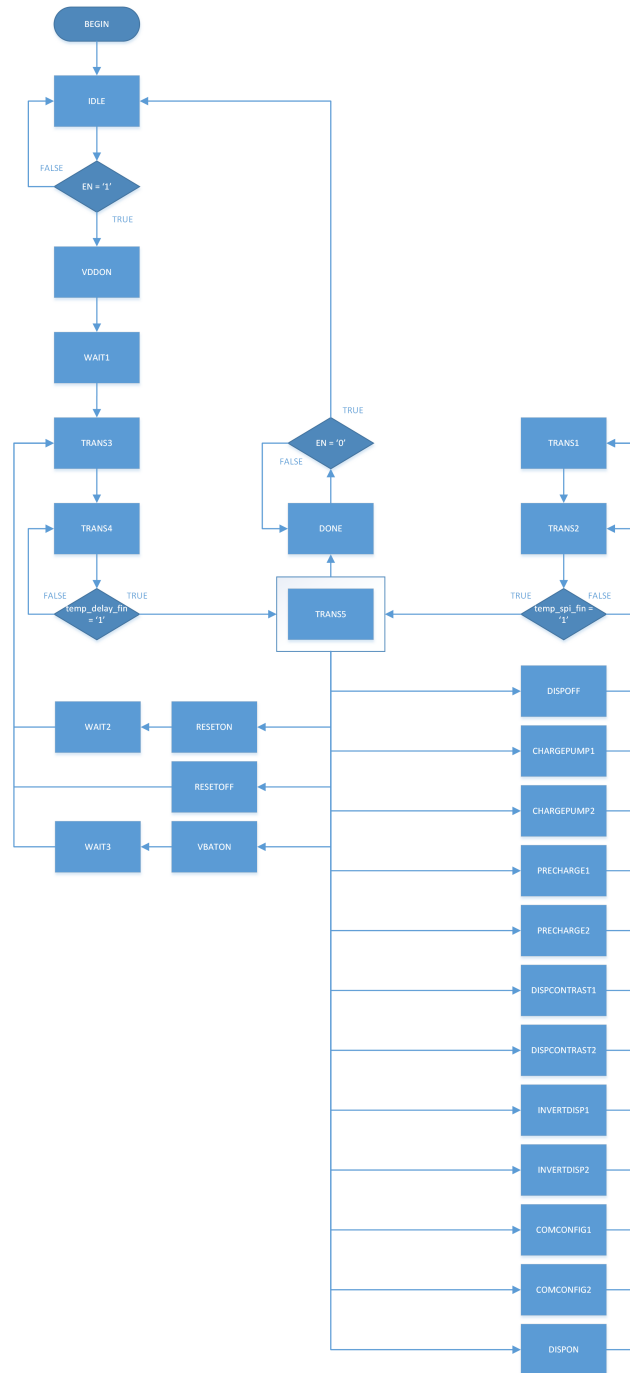 BEGIN
IDLE
FALSE
EN = ‘1’
TRUE
VDDON
WAIT1
TRANS3
TRANS4
FALSE
TRUE
temp_delay_fin
= ‘1’
TRUE
EN = ‘0’
FALSE
DONE
TRANS5
TRANS1
TRANS2
TRUE
FALSE
temp_spi_fin =
‘1’
WAIT2
RESETON
RESETOFF
WAIT3
VBATON
DISPOFF
CHARGEPUMP1
CHARGEPUMP2
PRECHARGE1
PRECHARGE2
DISPCONTRAST1
DISPCONTRAST2
INVERTDISP1
INVERTDISP2
COMCONFIG1
COMCONFIG2
DISPON